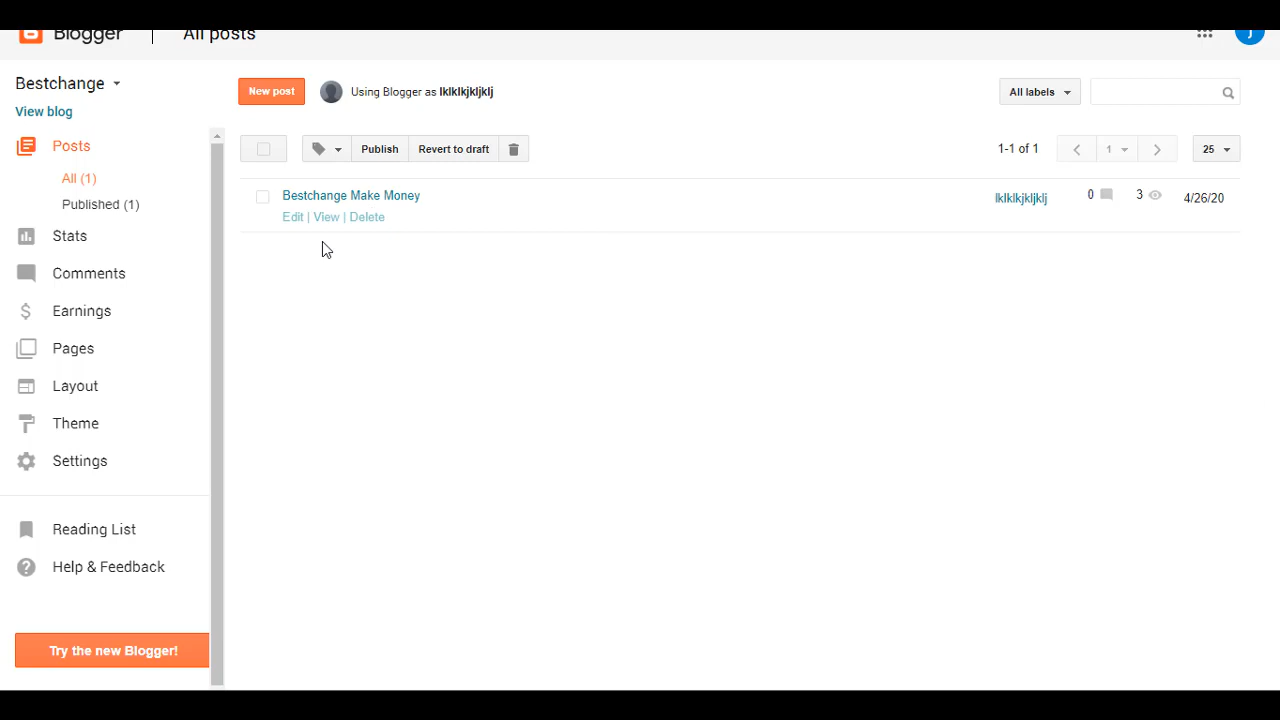 Blogger | All posts
Bestchange
View blog
New post
Using Blogger as lklklkjkljklj
All labels
Posts
All (1)
Published (1)
Stats
Comments
Earnings
Pages
Layout
Theme
Settings
Reading List
Help & Feedback
Try the new Blogger!
Publish
Revert to draft
1-1 of 1
1
25
Bestchange Make Money
Edit | View | Delete
lklklkjkljklj
0
3
4/26/20
j